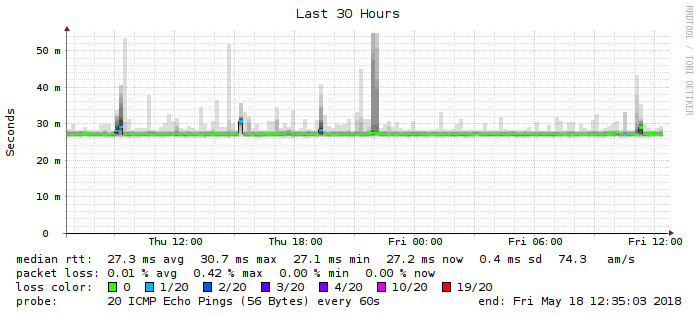 Last 30 Hours
RRDTOOL / TOBI OETIKER
Seconds
50 m
40 m
30 m
20 m
10 m
0
Thu 12:00 Thu 18:00 Fri 00:00 Fri 06:00 Fri 12:00
median rtt: 27.3 ms avg 30.7 ms max 27.1 ms min 27.2 ms now 0.4 ms sd 74.3 am/s
packet loss: 0.01 % avg 0.42 % max 0.00 % min 0.00 % now
loss color: 0 1/20 2/20 3/20 4/20 10/20 19/20
probe: 20 ICMP Echo Pings (56 Bytes) every 60s end: Fri May 18 12:35:03 2018